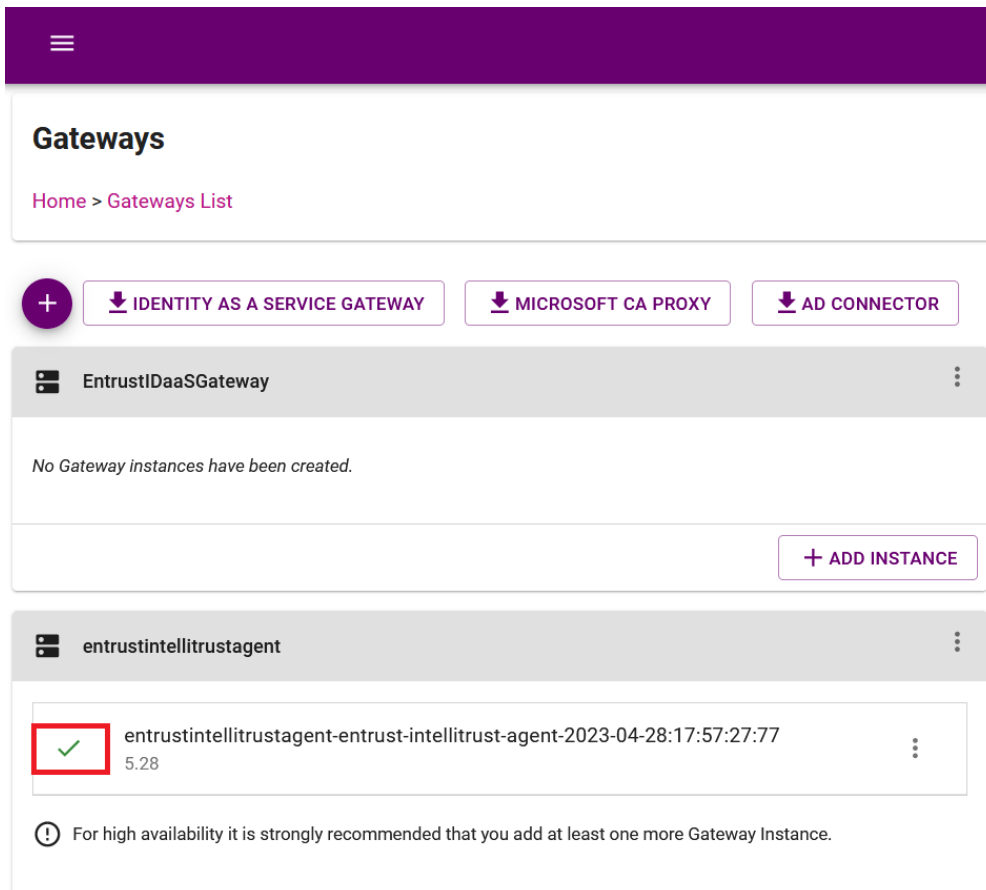 Gateways
Home > Gateways List
IDENTITY AS A SERVICE GATEWAY
MICROSOFT CA PROXY
AD CONNECTOR
EntrustIDaaSGateway
No Gateway instances have been created.
ADD INSTANCE
entrustintellitrustagent
entrustintellitrustagent-entrust-intellitrust-agent-2023-04-28:17:57:27:77
5.28
For high availability it is strongly recommended that you add at least one more Gateway Instance.